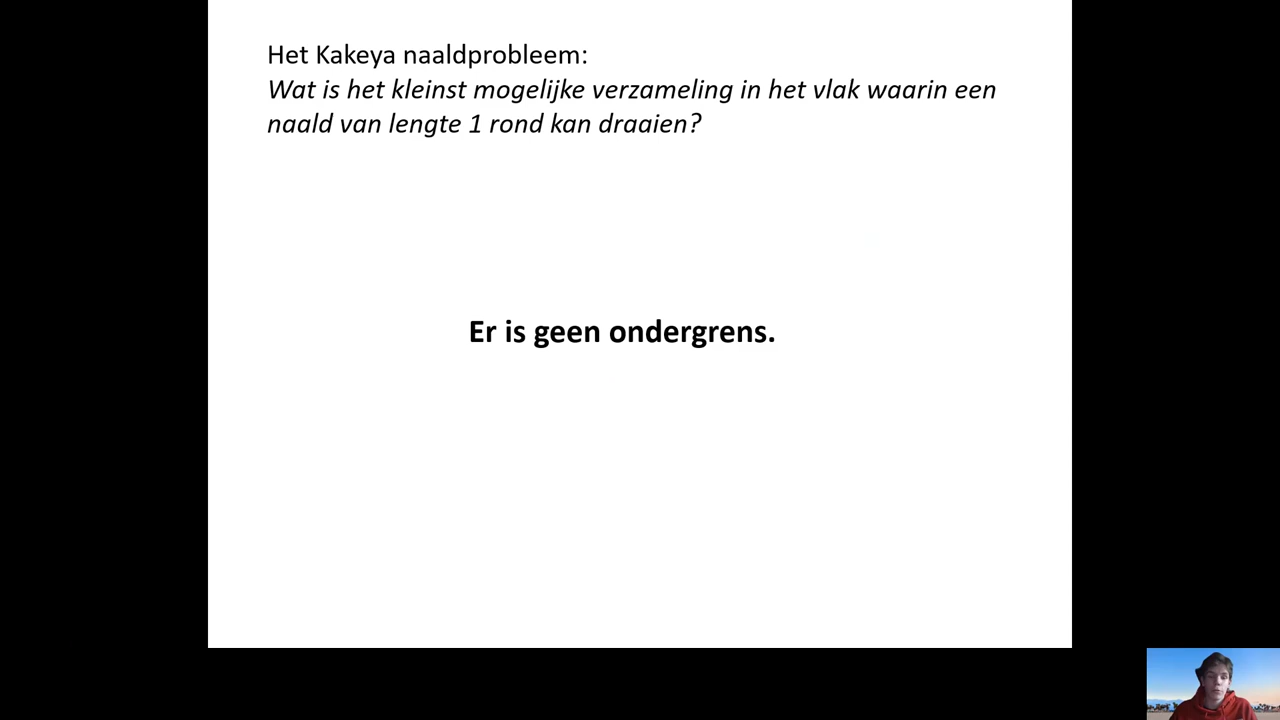 Het Kakeya naaldprobleem:
Wat is het kleinst mogelijke verzameling in het vlak waarin een
naald van lengte 1 rond kan draaien?
Er is geen ondergrens.